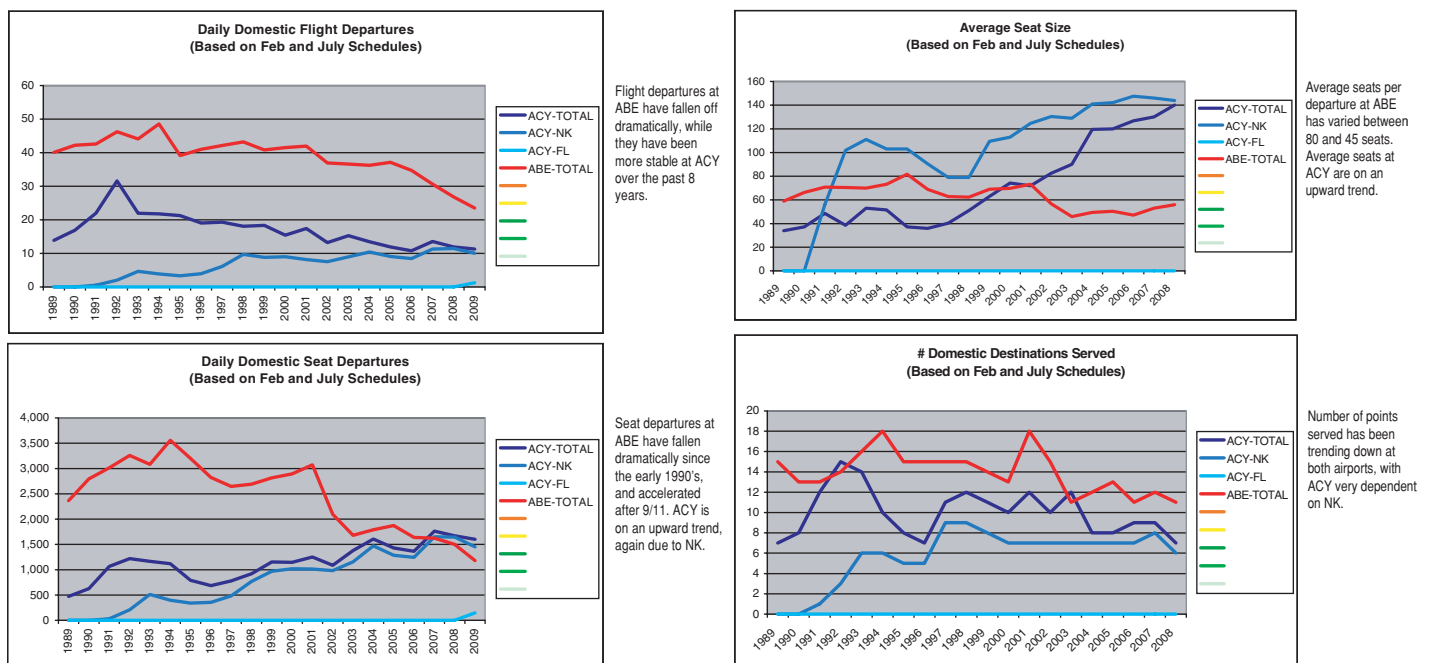 Daily Domestic Flight Departures
(Based on Feb and July Schedules)
60
50
40
30
20
10
0
1989 1990 1991 1992 1993 1994 1995 1996 1997 1998 1999 2000 2001 2002 2003 2004 2005 2006 2007 2008 2009
ACY-TOTAL
ACY-NK
ACY-FL
ABE-TOTAL
Flight departures at
ABE have fallen off
dramatically, while
they have been
more stable at ACY
over the past 8
years.
Average Seat Size
(Based on Feb and July Schedules)
160
140
120
100
80
60
40
20
0
1989 1990 1991 1992 1993 1994 1995 1996 1997 1998 1999 2000 2001 2002 2003 2004 2005 2006 2007 2008
ACY-TOTAL
ACY-NK
ACY-FL
ABE-TOTAL
Average seats per
departure at ABE
has varied between
80 and 45 seats.
Average seats at
ACY are on an
upward trend.
Daily Domestic Seat Departures
(Based on Feb and July Schedules)
4,000
3,500
3,000
2,500
2,000
1,500
1,000
500
0
1989 1990 1991 1992 1993 1994 1995 1996 1997 1998 1999 2000 2001 2002 2003 2004 2005 2006 2007 2008 2009
ACY-TOTAL
ACY-NK
ACY-FL
ABE-TOTAL
Seat departures at
ABE have fallen
dramatically since
the early 1990's,
and accelerated
after 9/11. ACY is
on an upward trend,
again due to NK.
# Domestic Destinations Served
(Based on Feb and July Schedules)
20
18
16
14
12
10
8
6
4
2
0
1989 1990 1991 1992 1993 1994 1995 1996 1997 1998 1999 2000 2001 2002 2003 2004 2005 2006 2007 2008
ACY-TOTAL
ACY-NK
ACY-FL
ABE-TOTAL
Number of points
served has been
trending down at
both airports, with
ACY very dependent
on NK.